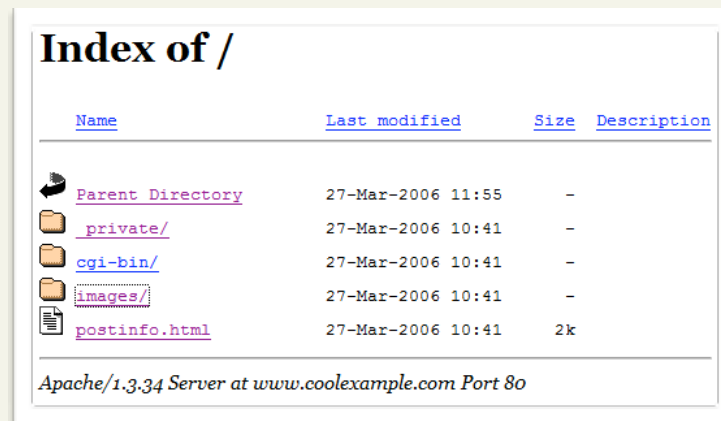 Index of /
Name Last modified Size Description
Parent Directory 27-Mar-2006 11:55 -
_private/ 27-Mar-2006 10:41 -
cgi-bin/ 27-Mar-2006 10:41 -
images/ 27-Mar-2006 10:41 -
postinfo.html 27-Mar-2006 10:41 2k
Apache/1.3.34 Server at www.coolexample.com Port 80